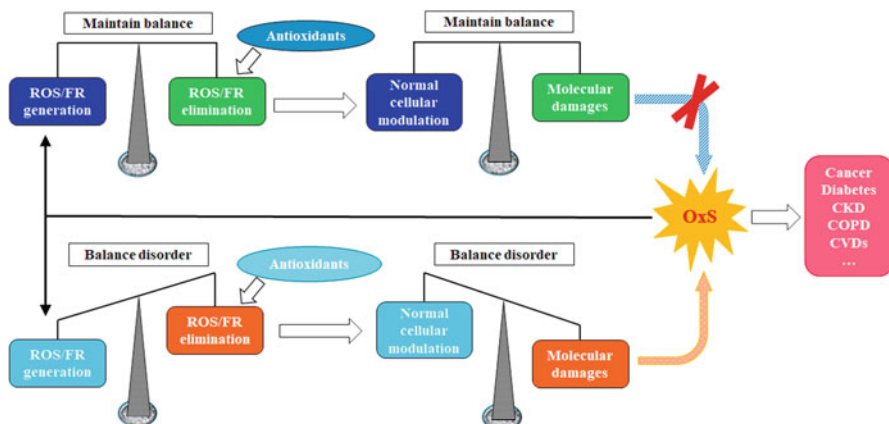 Maintain balance
Antioxidants
Maintain balance
ROS/FR
generation
ROS/FR
elimination
Normal
cellular
modulation
Molecular
damages
OxS
Cancer
Diabetes
CKD
COPD
CVDs
...
Balance disorder
Antioxidants
Balance disorder
ROS/FR
generation
ROS/FR
elimination
Normal
cellular
modulation
Molecular
damages